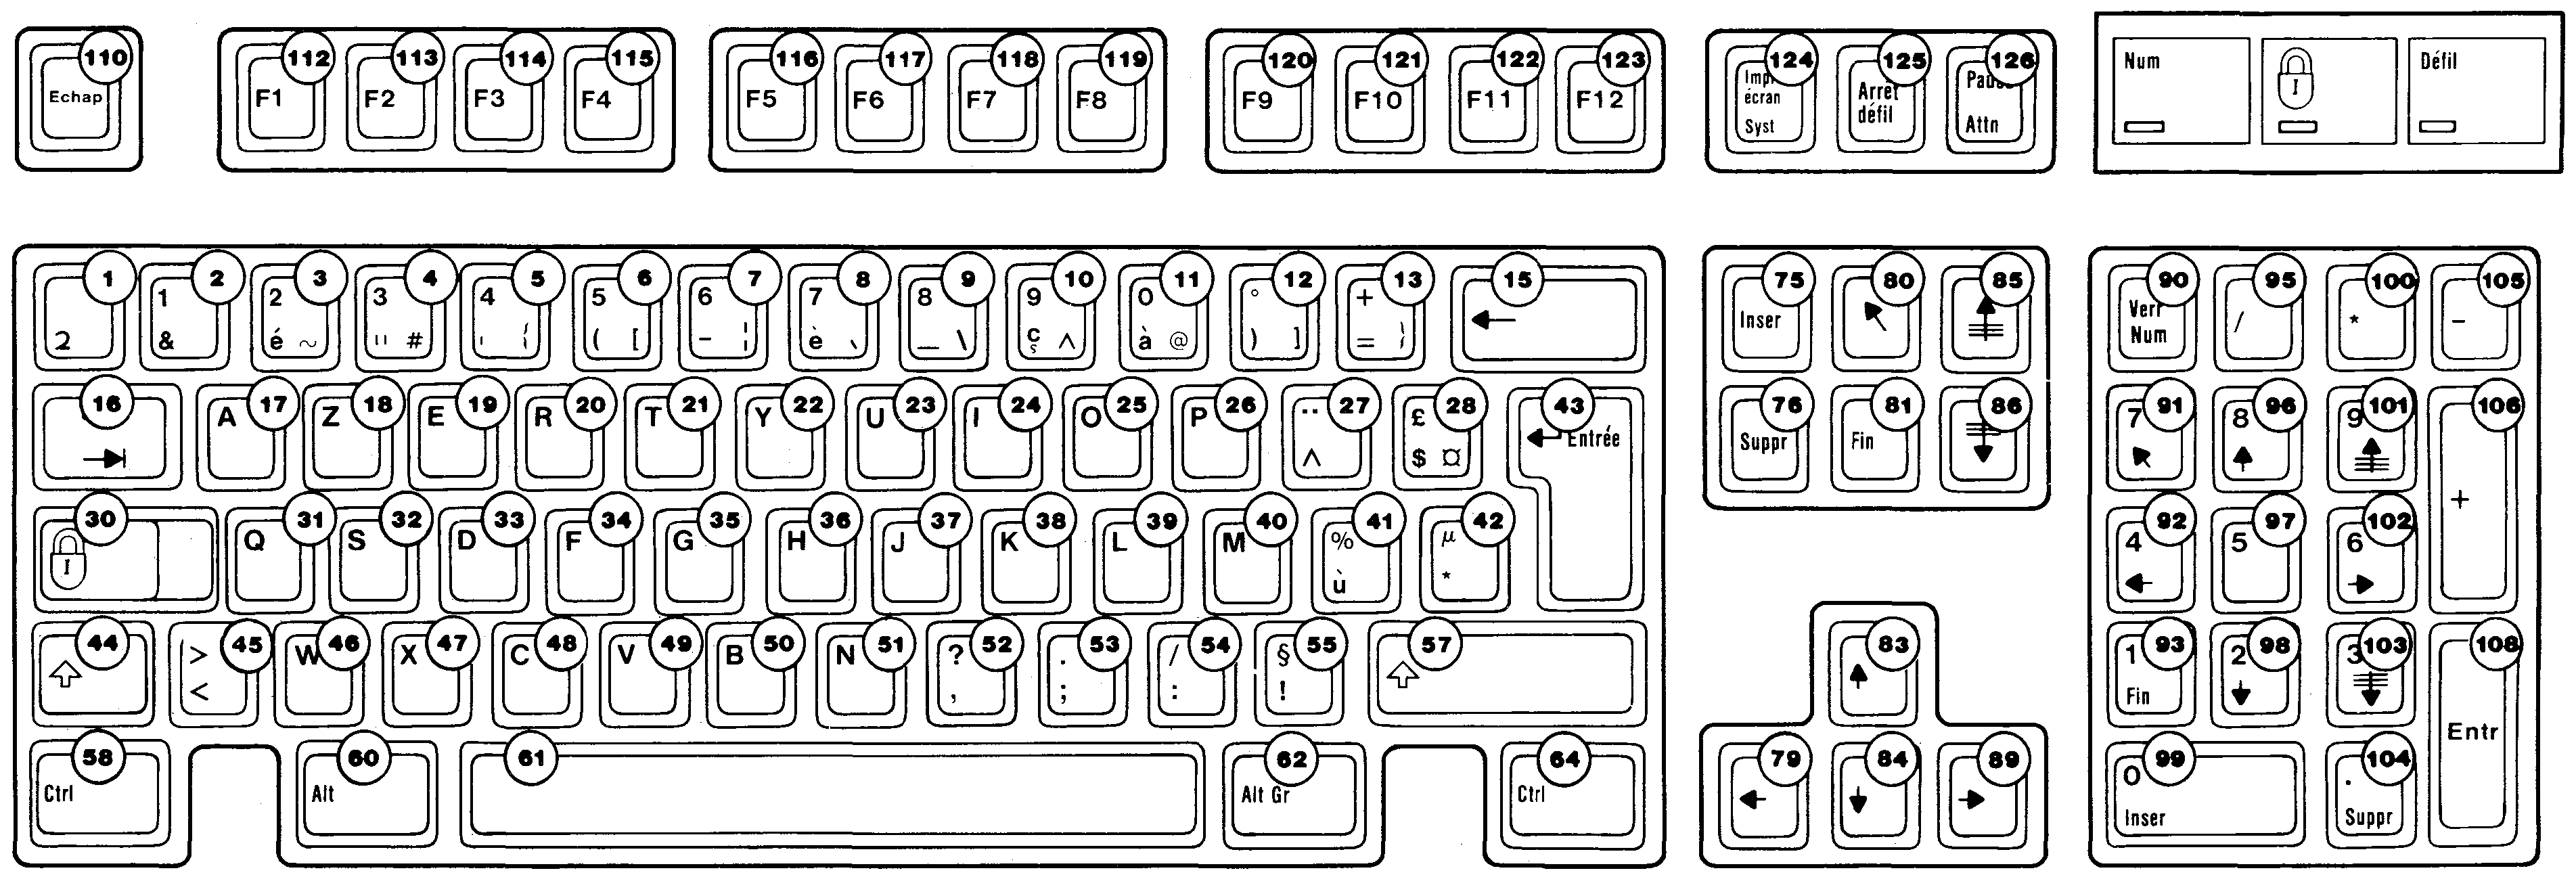 110 112 113 114 115 116 117 118 119 120 121 122 123 124 125 126
Echap F1 F2 F3 F4 F5 F6 F7 F8 F9 F10 F11 F12
écran
Syst
Arrêt
défil
Attn
Num
I
Défil
1 2 3 4 5 6 7 8 9 10 11 12 13 15 75 80 85 90 95 100 105
1 2 3 4 5 6 7 8 9 0 ° +
2 & é ~ " # ' { ( [ - ¦ è ` _ \ ç ^ à @ ) ] = }
←
Inser ↖ ↑
Verr
Num
/ * -
16 17 18 19 20 21 22 23 24 25 26 27 28 43 76 81 86 91 96 101 106
A Z E R T Y U I O P ¨ £
^ $ ¤
↵ Entrée
Suppr Fin ↓
7 8 9
↖ ↑ ↑
+
30 31 32 33 34 35 36 37 38 39 40 41 42 92 97 102
I
Q S D F G H J K L M % µ
ù *
4 5 6
← →
44 45 46 47 48 49 50 51 52 53 54 55 57 83 93 98 103 108
⇧ > W X C V B N ? . / § ⇧ ↑
< , ; : !
1 2 3
Fin ↓ ↓
Entr
58 60 61 62 64 79 84 89 99 104
Ctrl Alt Alt Gr Ctrl
← ↓ →
0 .
Inser Suppr